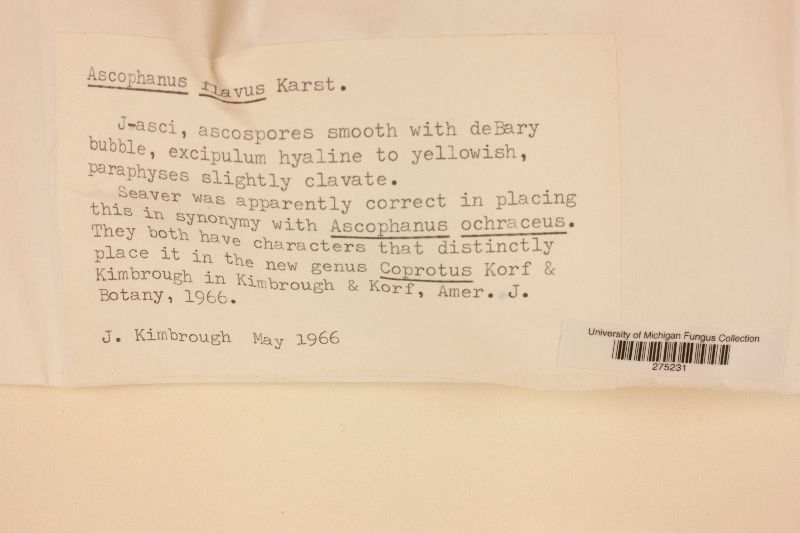 Ascophanus flavus Karst.
J-asci, ascospores smooth with deBary
bubble, excipulum hyaline to yellowish,
paraphyses slightly clavate.
Seaver was apparently correct in placing
this in synonymy with Ascophanus ochraceus.
They both have characters that distinctly
place it in the new genus Coprotus Korf &
Kimbrough in Kimbrough & Korf, Amer. J.
Botany, 1966.
J. Kimbrough May 1966
University of Michigan Fungus Collection
275231